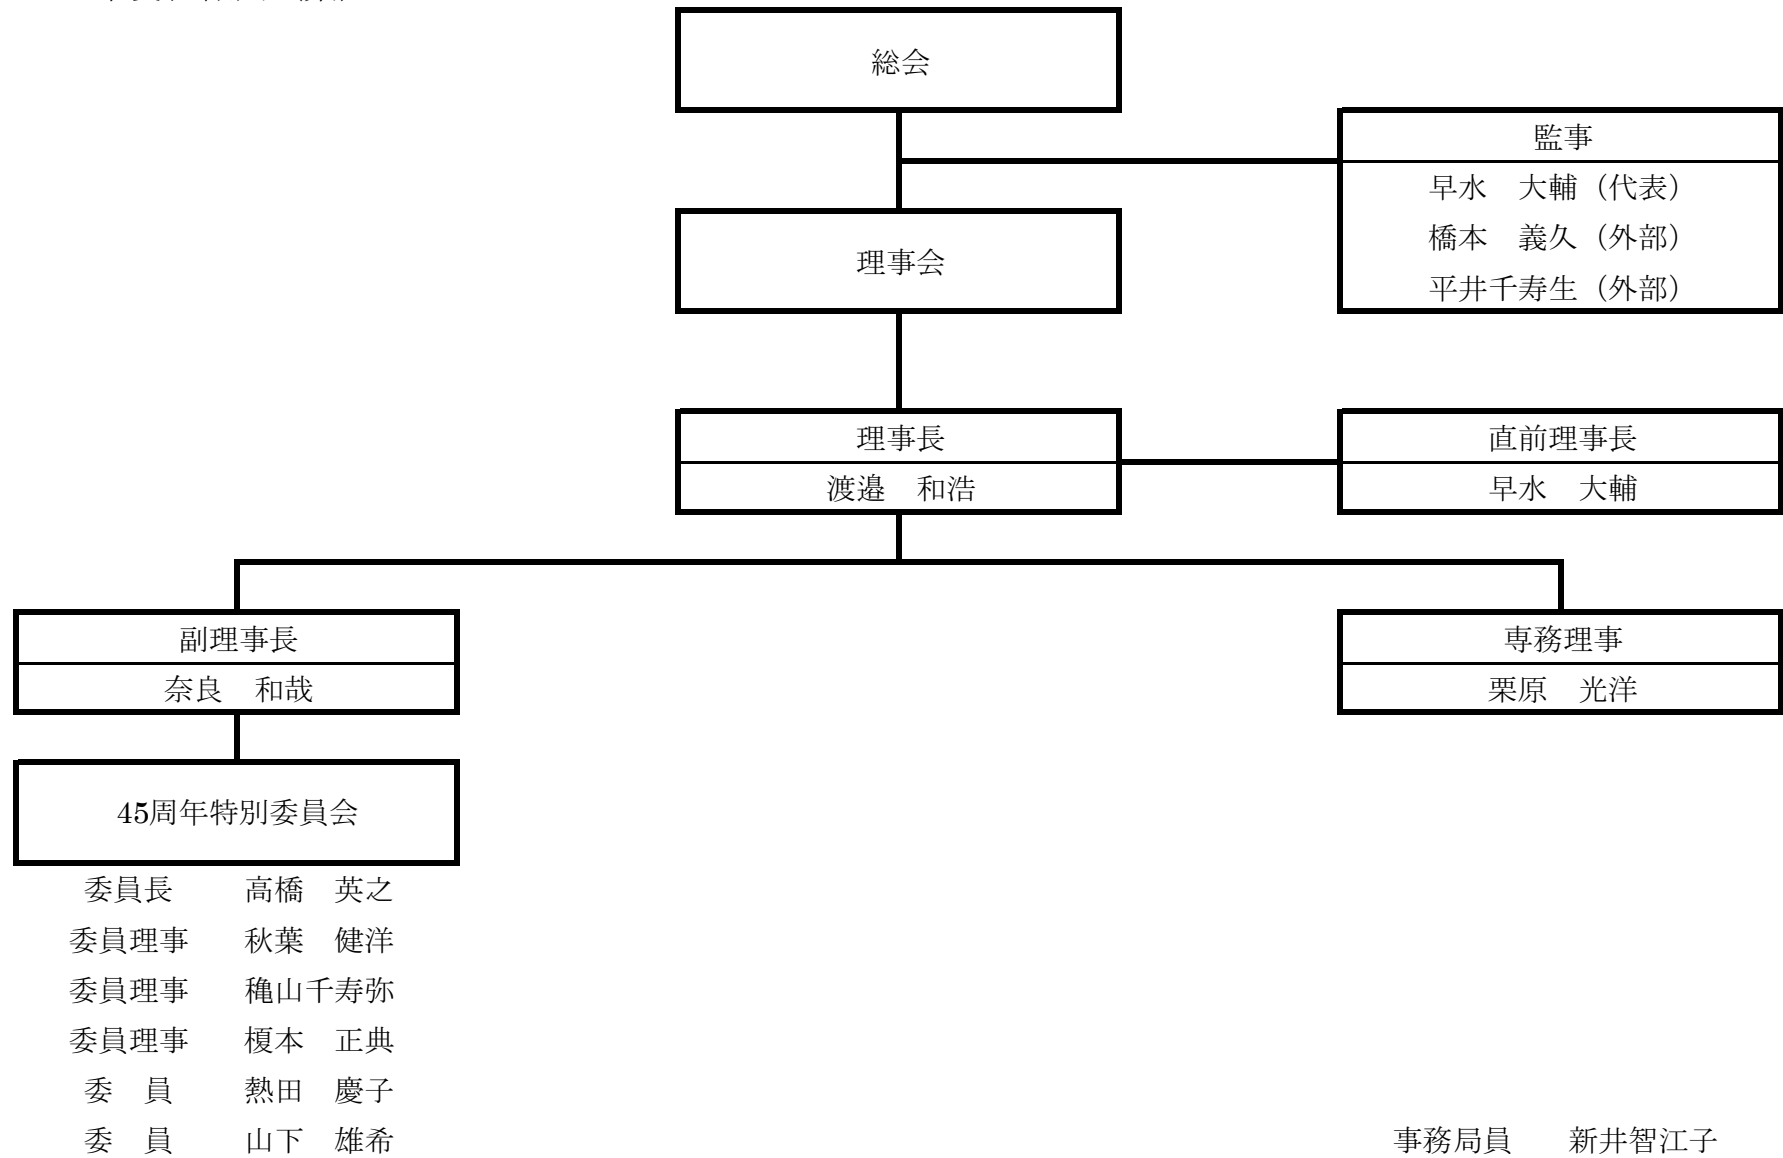 総会
監事
早水　大輔（代表）
橋本　義久（外部）
平井千寿生（外部）
理事会
理事長
渡邉　和浩
直前理事長
早水　大輔
副理事長
奈良　和哉
専務理事
栗原　光洋
45周年特別委員会
委員長　高橋　英之
委員理事　秋葉　健洋
委員理事　穐山千寿弥
委員理事　榎本　正典
委　員　熱田　慶子
委　員　山下　雄希
事務局員　新井智江子